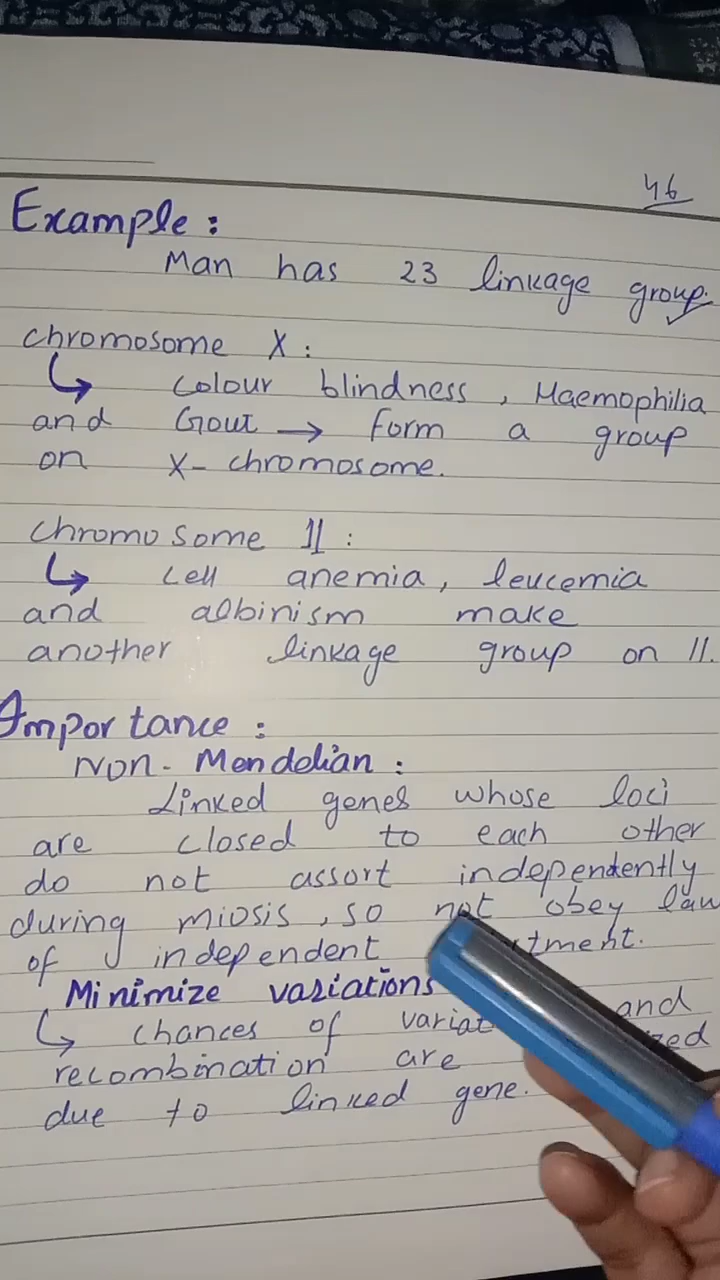 46
Example:
Man has 23 linkage group.
Chromosome X:
Colour blindness, Haemophilia
and Gout → form a group
on X- chromosome.
Chromosome 11:
Cell anemia, leucemia
and albinism make
another linkage group on 11.
Importance:
Non- Mendelian:
Linked genes whose loci
are closed to each other
do not assort independently
during miosis, so not obey law
of independent
Minimize variations
chances of and
recombination are
due to linked gene.